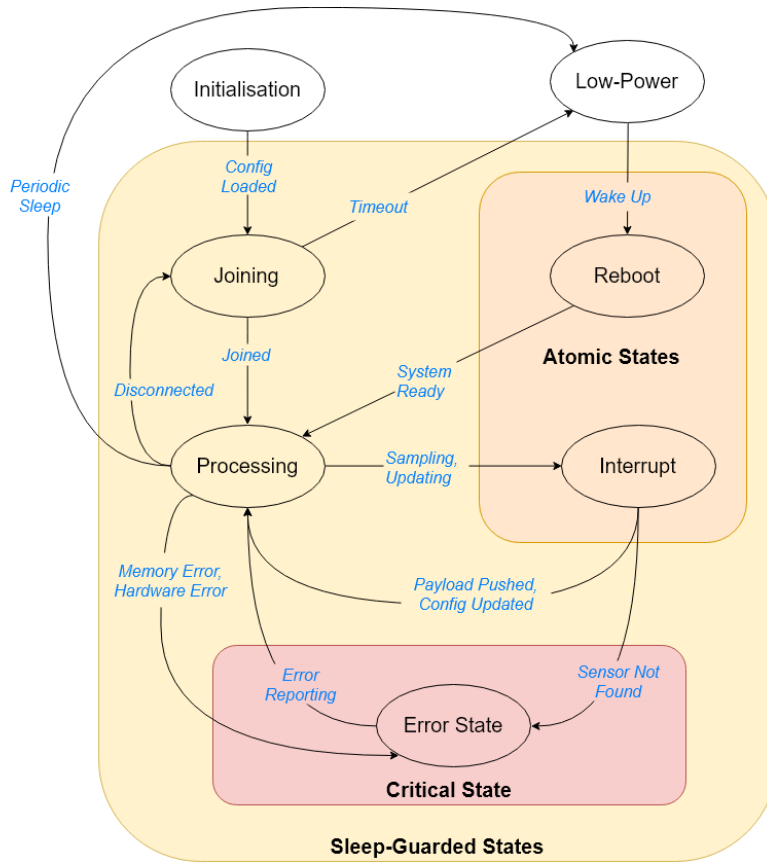 Initialisation
Low-Power
Config
Loaded
Periodic
Sleep
Timeout
Wake Up
Joining
Reboot
Joined
Atomic States
System
Ready
Disconnected
Processing
Sampling,
Updating
Interrupt
Memory Error,
Hardware Error
Payload Pushed,
Config Updated
Error
Reporting
Sensor Not
Found
Error State
Critical State
Sleep-Guarded States